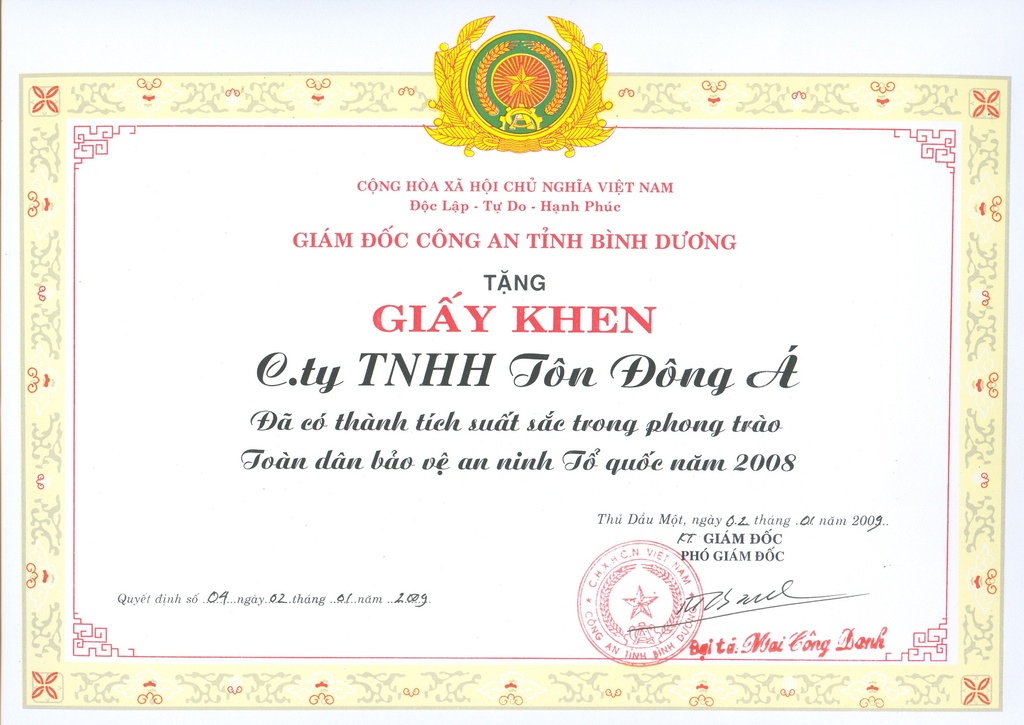 CỘNG HÒA XÃ HỘI CHỦ NGHĨA VIỆT NAM
Độc Lập - Tự Do - Hạnh Phúc
GIÁM ĐỐC CÔNG AN TỈNH BÌNH DƯƠNG
TẶNG
GIẤY KHEN
C.ty TNHH Tôn Đông Á
Đã có thành tích suất sắc trong phong trào
Toàn dân bảo vệ an ninh Tổ quốc năm 2008
Thủ Dầu Một, ngày 02 tháng 01 năm 2009
KT. GIÁM ĐỐC
PHÓ GIÁM ĐỐC
C.H.X.H.C.N VIỆT NAM
CÔNG AN TỈNH BÌNH DƯƠNG
Quyết định số 04 ngày 02 tháng 01 năm 2009
Đại tá. Mai Công Danh